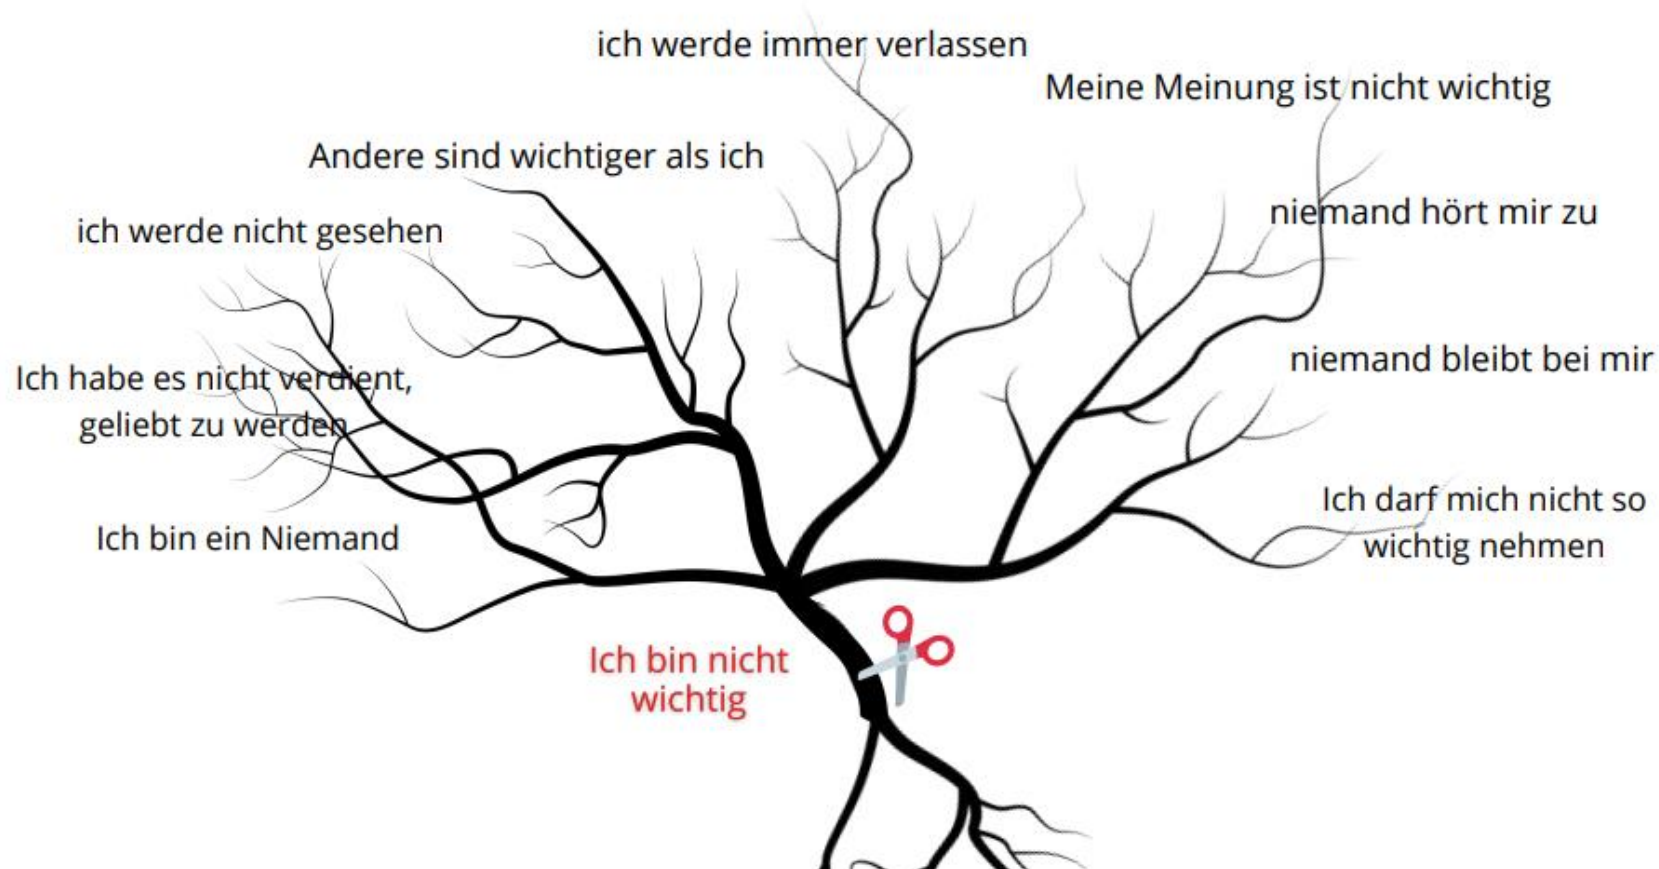 ich werde immer verlassen
Meine Meinung ist nicht wichtig
Andere sind wichtiger als ich
niemand hört mir zu
ich werde nicht gesehen
niemand bleibt bei mir
Ich habe es nicht verdient,
geliebt zu werden
Ich darf mich nicht so
wichtig nehmen
Ich bin ein Niemand
Ich bin nicht
wichtig